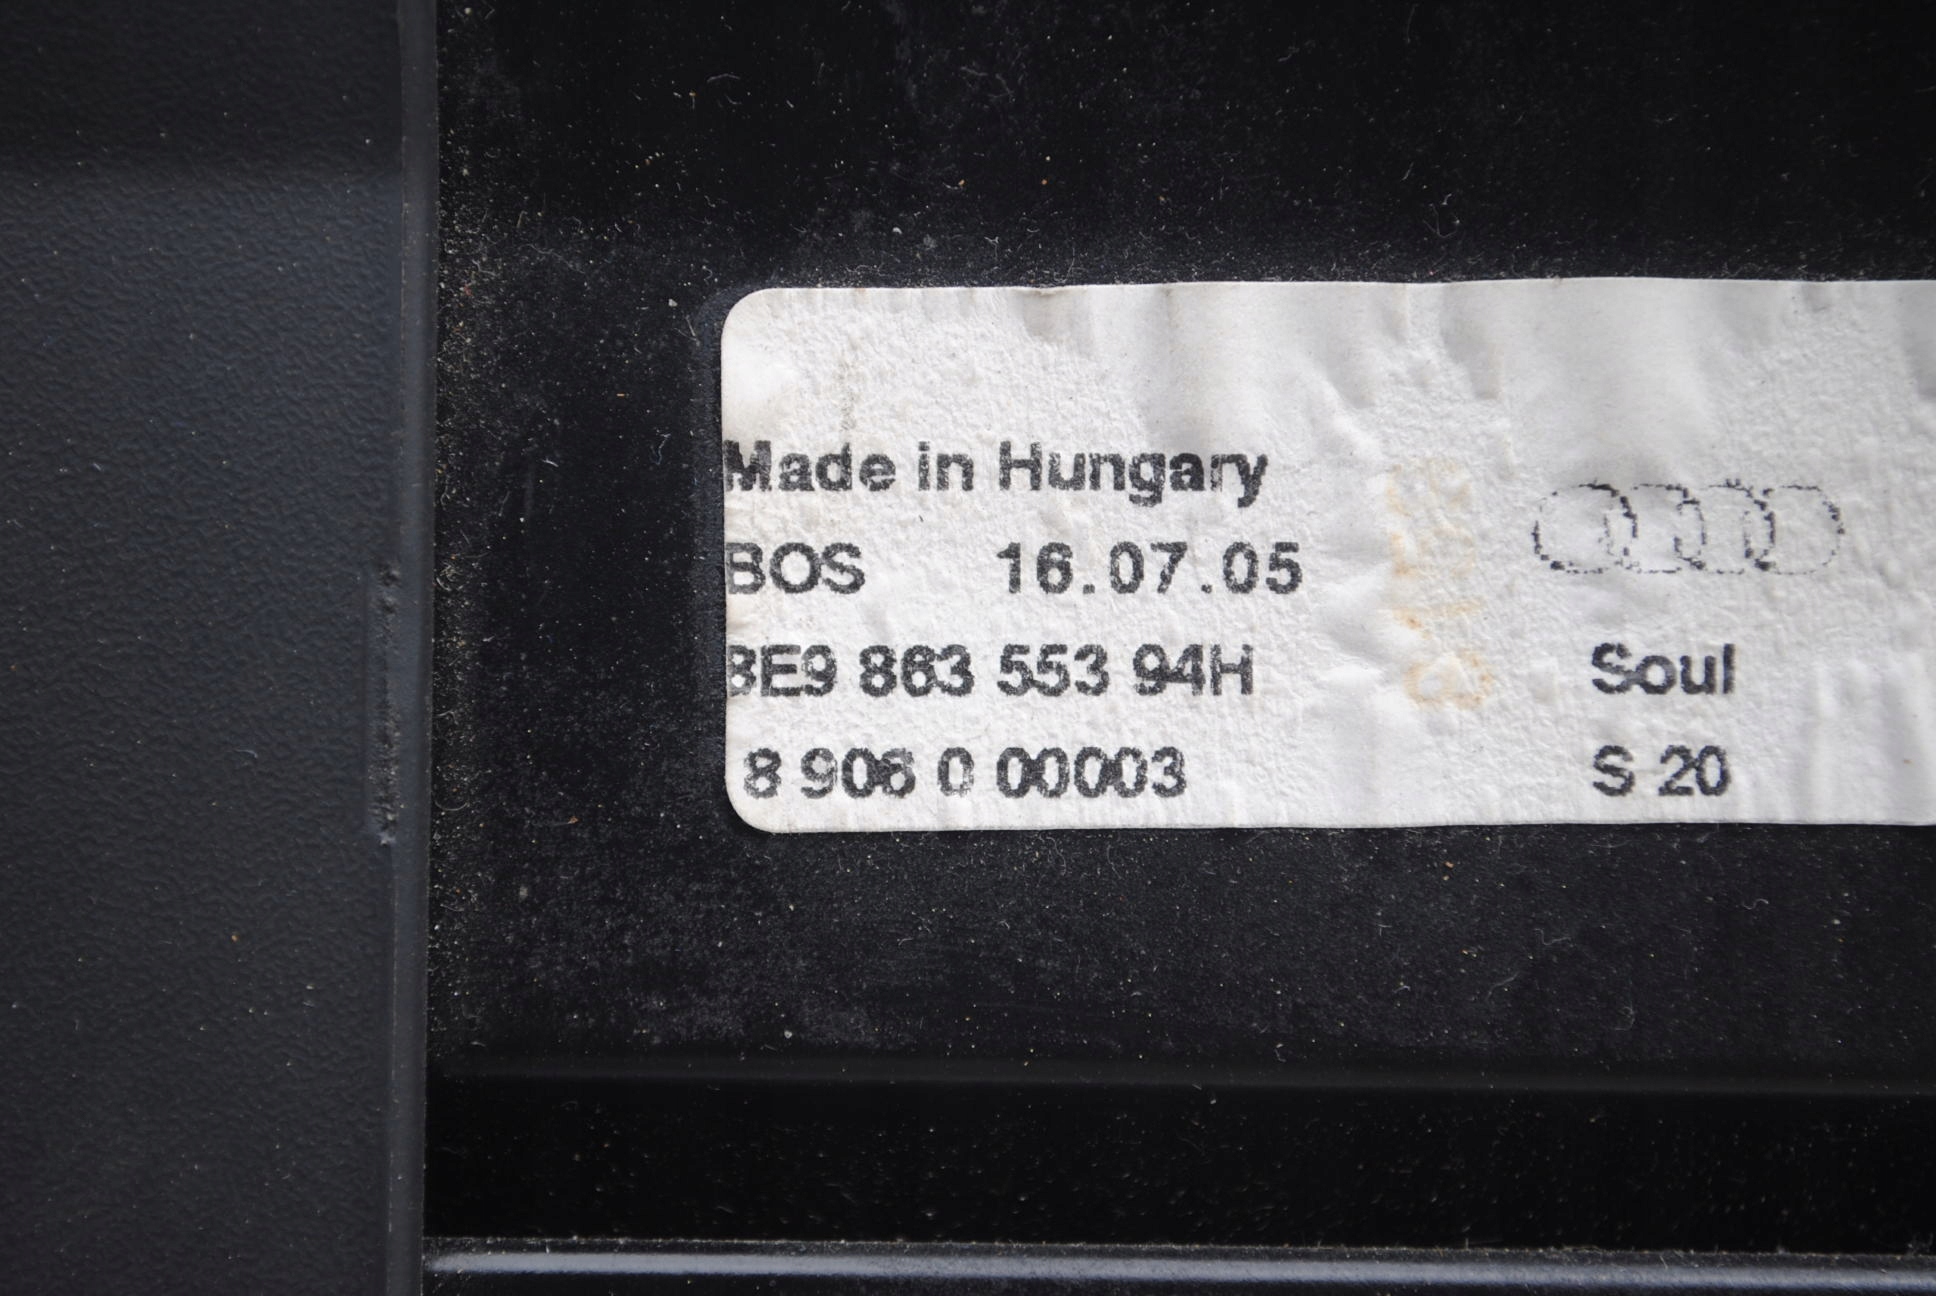 Made in Hungary
BOS 16.07.05
8E9 863 553 94H Soul
8 906 0 00003 S 20